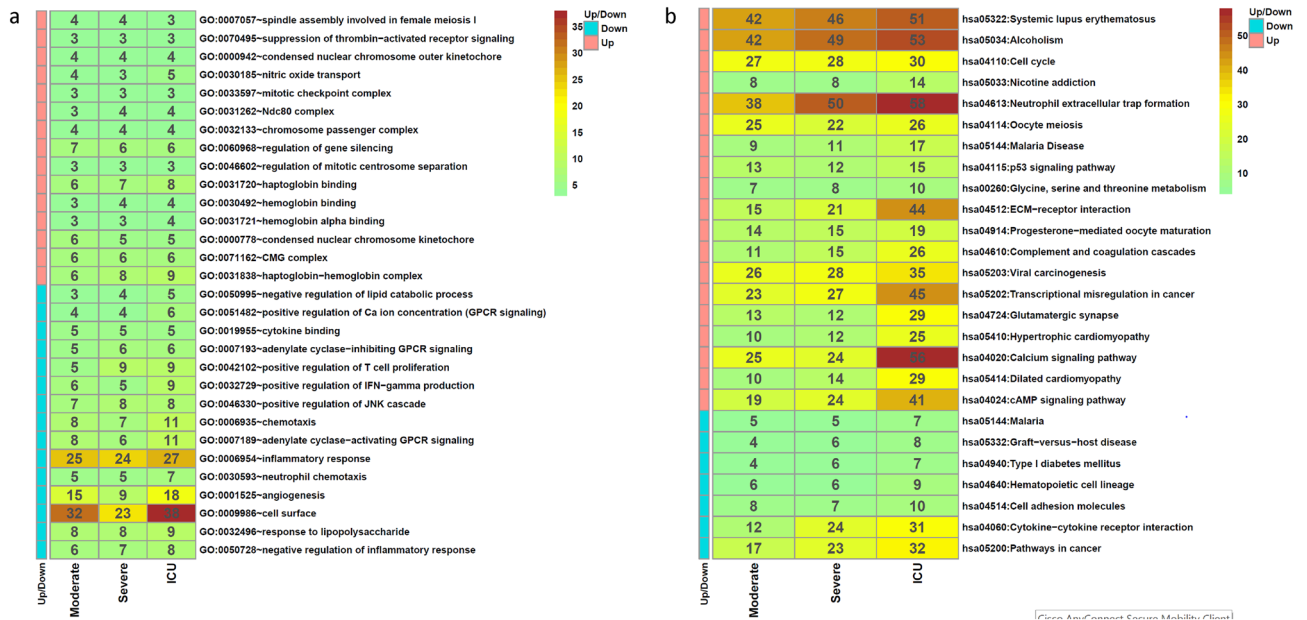 a
4 4 3 GO:0007057~spindle assembly involved in female meiosis I
3 3 3 GO:0070495~suppression of thrombin−activated receptor signaling
4 4 4 GO:0000942~condensed nuclear chromosome outer kinetochore
4 3 5 GO:0030185~nitric oxide transport
3 3 3 GO:0033597~mitotic checkpoint complex
3 4 4 GO:0031262~Ndc80 complex
4 4 4 GO:0032133~chromosome passenger complex
7 6 6 GO:0060968~regulation of gene silencing
3 3 3 GO:0046602~regulation of mitotic centrosome separation
6 7 8 GO:0031720~haptoglobin binding
3 4 4 GO:0030492~hemoglobin binding
3 3 4 GO:0031721~hemoglobin alpha binding
6 5 5 GO:0000778~condensed nuclear chromosome kinetochore
6 6 6 GO:0071162~CMG complex
6 8 9 GO:0031838~haptoglobin−hemoglobin complex
3 4 5 GO:0050995~negative regulation of lipid catabolic process
4 4 6 GO:0051482~positive regulation of Ca ion concentration (GPCR signaling)
5 5 5 GO:0019955~cytokine binding
5 6 6 GO:0007193~adenylate cyclase−inhibiting GPCR signaling
5 9 9 GO:0042102~positive regulation of T cell proliferation
6 5 9 GO:0032729~positive regulation of IFN−gamma production
7 8 8 GO:0046330~positive regulation of JNK cascade
8 7 11 GO:0006935~chemotaxis
8 6 11 GO:0007189~adenylate cyclase−activating GPCR signaling
25 24 27 GO:0006954~inflammatory response
5 5 7 GO:0030593~neutrophil chemotaxis
15 9 18 GO:0001525~angiogenesis
32 23 GO:0009986~cell surface
8 8 9 GO:0032496~response to lipopolysaccharide
6 7 8 GO:0050728~negative regulation of inflammatory response
Up/Down
Moderate
Severe
ICU
35
30
25
20
15
10
5
Up/Down
Down
Up
b
42 46 51 hsa05322:Systemic lupus erythematosus
42 49 53 hsa05034:Alcoholism
27 28 30 hsa04110:Cell cycle
8 8 14 hsa05033:Nicotine addiction
38 50 hsa04613:Neutrophil extracellular trap formation
25 22 26 hsa04114:Oocyte meiosis
9 11 17 hsa05144:Malaria Disease
13 12 15 hsa04115:p53 signaling pathway
7 8 10 hsa00260:Glycine, serine and threonine metabolism
15 21 44 hsa04512:ECM−receptor interaction
14 15 19 hsa04914:Progesterone−mediated oocyte maturation
11 15 26 hsa04610:Complement and coagulation cascades
26 28 35 hsa05203:Viral carcinogenesis
23 27 45 hsa05202:Transcriptional misregulation in cancer
13 12 29 hsa04724:Glutamatergic synapse
10 12 25 hsa05410:Hypertrophic cardiomyopathy
25 24 hsa04020:Calcium signaling pathway
10 14 29 hsa05414:Dilated cardiomyopathy
19 24 41 hsa04024:cAMP signaling pathway
5 5 7 hsa05144:Malaria
4 6 8 hsa05332:Graft−versus−host disease
4 6 7 hsa04940:Type I diabetes mellitus
6 6 9 hsa04640:Hematopoietic cell lineage
8 7 10 hsa04514:Cell adhesion molecules
12 24 31 hsa04060:Cytokine−cytokine receptor interaction
17 23 32 hsa05200:Pathways in cancer
Up/Down
Moderate
Severe
ICU
50
40
30
20
10
Up/Down
Down
Up
Cisco AnyConnect Secure Mobility Client